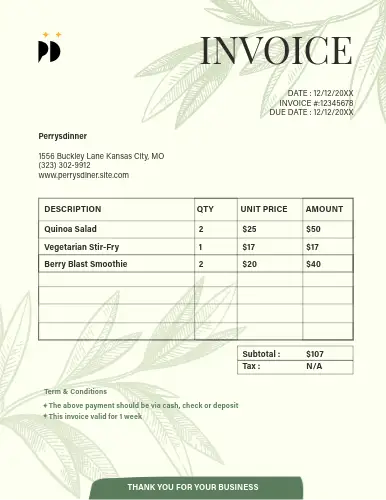 PD
INVOICE
DATE : 12/12/20XX
INVOICE #:12345678
DUE DATE : 12/12/20XX
Perrysdinner
1556 Buckley Lane Kansas City, MO
(323) 302-9912
www.perrysdiner.site.com
DESCRIPTION QTY UNIT PRICE AMOUNT
Quinoa Salad 2 $25 $50
Vegetarian Stir-Fry 1 $17 $17
Berry Blast Smoothie 2 $20 $40
Subtotal : $107
Tax : N/A
Term & Conditions
The above payment should be via cash, check or deposit
This invoice valid for 1 week
THANK YOU FOR YOUR BUSINESS